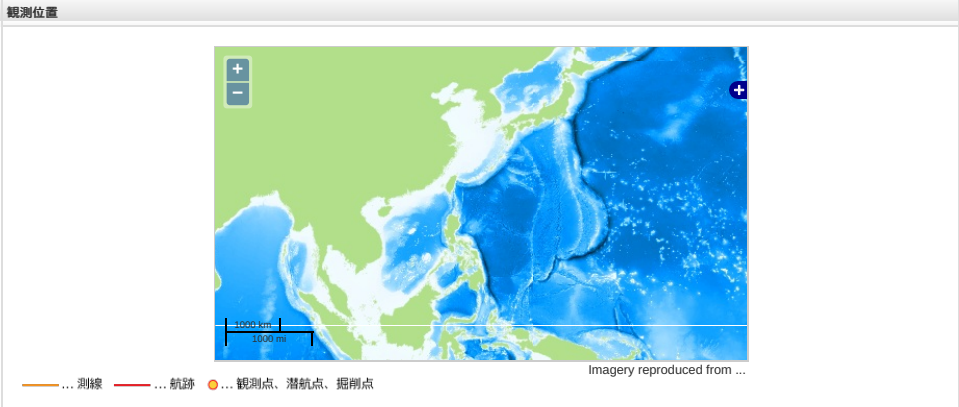 観測位置
+
−
+
1000 km
1000 mi
Imagery reproduced from ...
... 測線 ... 航跡 ... 観測点、潜航点、掘削点